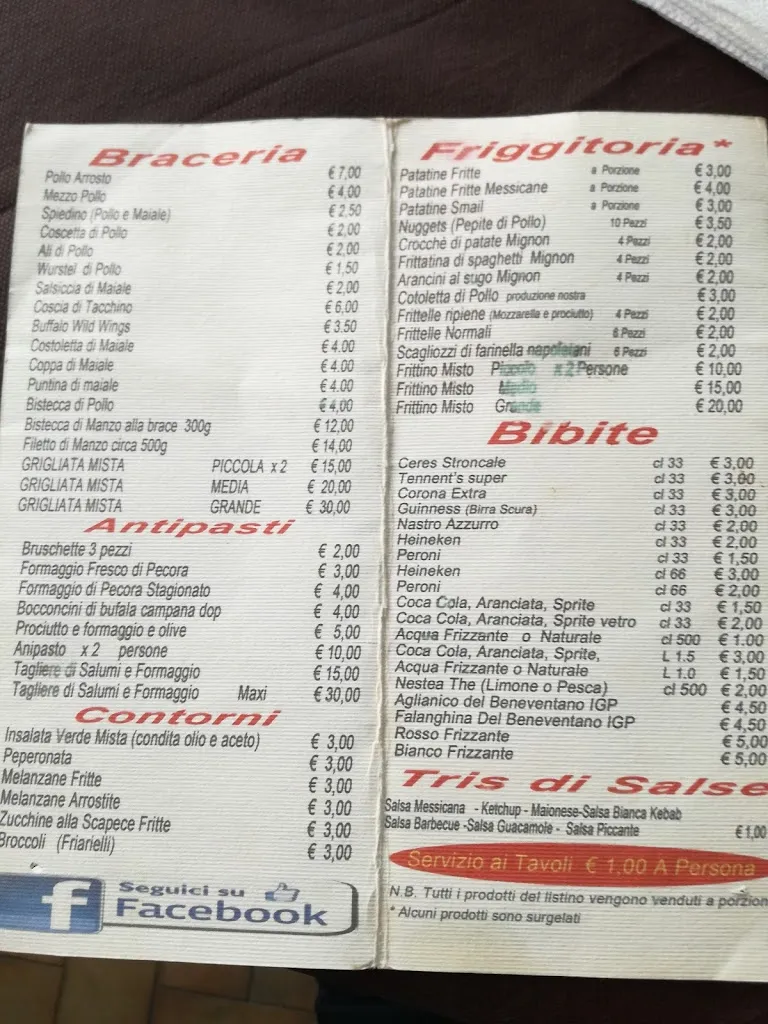 Braceria
Pollo Arrosto € 7,00
Mezzo Pollo € 4,00
Spiedino (Pollo e Maiale) € 2,50
Coscetta di Pollo € 2,00
Ali di Pollo € 2,00
Wurstel di Pollo € 1,50
Salsiccia di Maiale € 2,00
Coscia di Tacchino € 6,00
Buffalo Wild Wings € 3.50
Costoletta di Maiale € 4.00
Coppa di Maiale € 4.00
Puntina di maiale € 4.00
Bistecca di Pollo € 4,00
Bistecca di Manzo alla brace 300g € 12,00
Filetto di Manzo circa 500g € 14,00
GRIGLIATA MISTA PICCOLA x 2 € 15,00
GRIGLIATA MISTA MEDIA € 20,00
GRIGLIATA MISTA GRANDE € 30,00
Antipasti
Bruschette 3 pezzi € 2,00
Formaggio Fresco di Pecora € 3,00
Formaggio di Pecora Stagionato € 4,00
Bocconcini di bufala campana dop € 4,00
Prociutto e formaggio e olive € 5,00
Anipasto x 2 persone € 10,00
Tagliere di Salumi e Formaggio € 15,00
Tagliere di Salumi e Formaggio Maxi € 30,00
Contorni
Insalata Verde Mista (condita olio e aceto) € 3,00
Peperonata € 3,00
Melanzane Fritte € 3,00
Melanzane Arrostite € 3,00
Zucchine alla Scapece Fritte € 3,00
Broccoli (Friarielli) € 3,00
f Seguici su
Facebook
Friggitoria*
Patatine Fritte a Porzione € 3,00
Patatine Fritte Messicane a Porzione € 4,00
Patatine Smail a Porzione € 3,00
Nuggets (Pepite di Pollo) 10 Pezzi € 3,50
Crocchè di patate Mignon 4 Pezzi € 2,00
Frittatina di spaghetti Mignon 4 Pezzi € 2,00
Arancini al sugo Mignon 4 Pezzi € 2,00
Cotoletta di Pollo produzione nostra € 3,00
Frittelle ripiene (Mozzarella e prociutto) 4 Pezzi € 2,00
Frittelle Normali 6 Pezzi € 2,00
Scagliozzi di farinella napoletani 6 Pezzi € 2,00
Frittino Misto Piccolo x 2 Persone € 10,00
Frittino Misto Medio € 15,00
Frittino Misto Grande € 20,00
Bibite
Ceres Stroncale cl 33 € 3,00
Tennent's super cl 33 € 3,00
Corona Extra cl 33 € 3,00
Guinness (Birra Scura) cl 33 € 3,00
Nastro Azzurro cl 33 € 2,00
Heineken cl 33 € 2,00
Peroni cl 33 € 1,50
Heineken cl 66 € 3,00
Peroni cl 66 € 2,00
Coca Cola, Aranciata, Sprite cl 33 € 1,50
Coca Cola, Aranciata, Sprite vetro cl 33 € 2,00
Acqua Frizzante o Naturale cl 500 € 1.00
Coca Cola, Aranciata, Sprite, L 1.5 € 3,00
Acqua Frizzante o Naturale L 1.0 € 1,50
Nestea The (Limone o Pesca) cl 500 € 2,00
Aglianico del Beneventano IGP € 4,50
Falanghina Del Beneventano IGP € 4,50
Rosso Frizzante € 5,00
Bianco Frizzante € 5,00
Tris di Salse
Salsa Messicana - Ketchup - Maionese-Salsa Bianca Kebab
Salsa Barbecue -Salsa Guacamole - Salsa Piccante €1,00
Servizio ai Tavoli € 1,00 A Persona
N.B. Tutti i prodotti del listino vengono venduti a porzion
* Alcuni prodotti sono surgelati